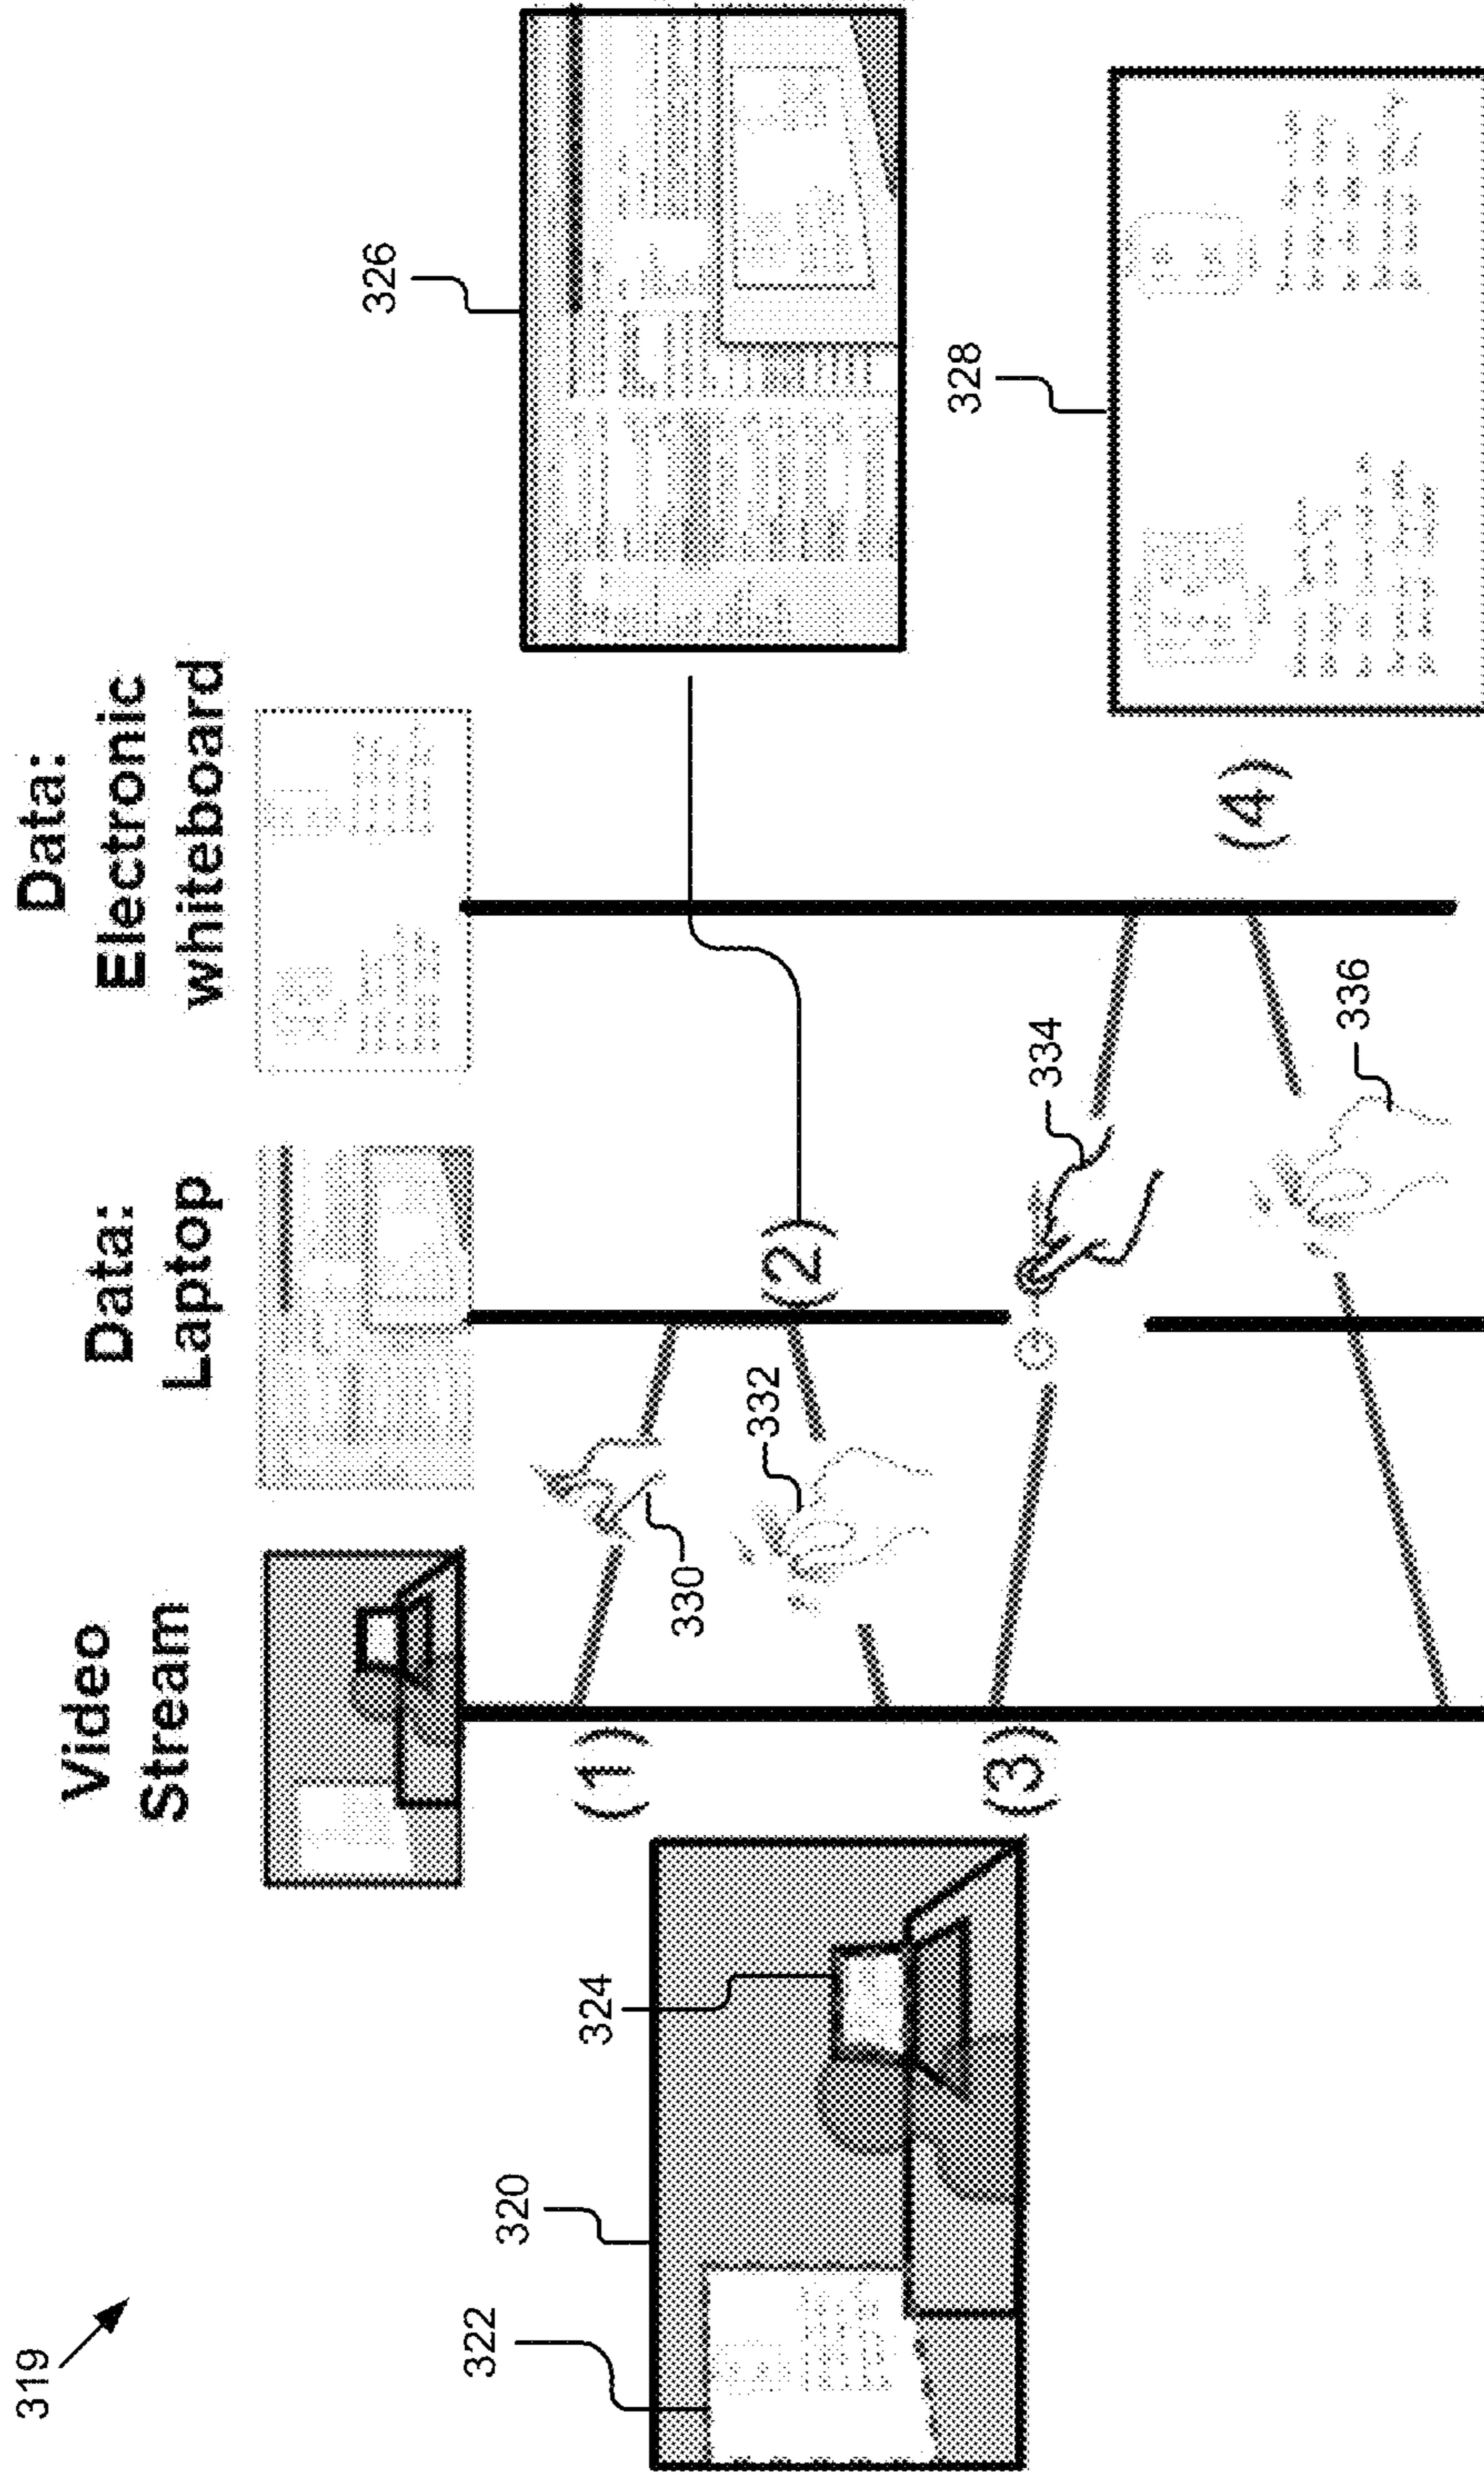 319
Video
Stream
Data:
Laptop
Data:
Electronic
whiteboard
322
320
324
326
328
(1)
330
332
(2)
(3)
334
(4)
336